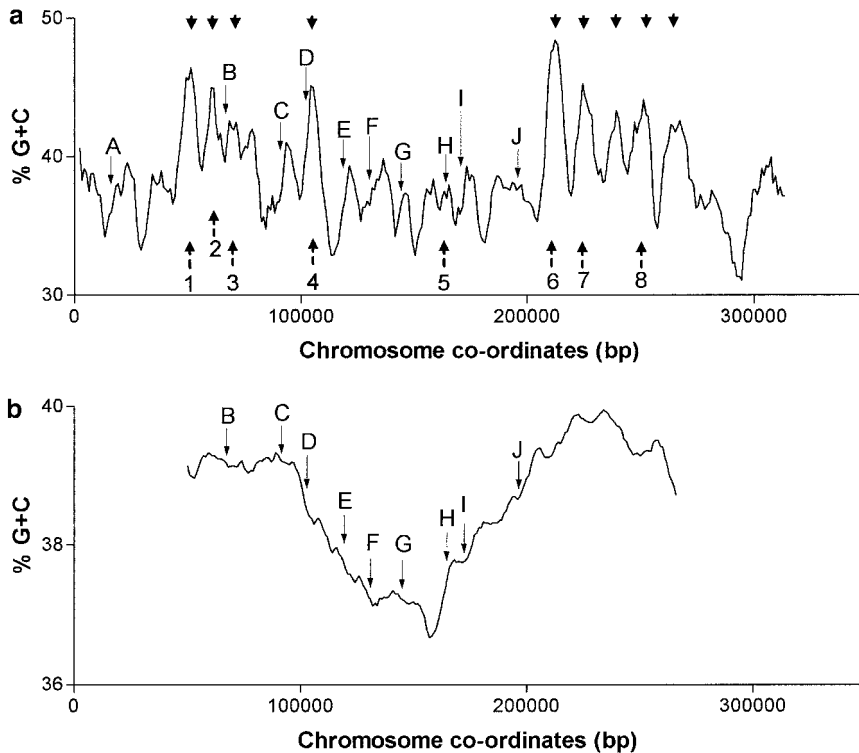 a
50
40
30
% G+C
A
B
C
D
E
F
G
H
I
J
1
2
3
4
5
6
7
8
0
100000
200000
300000
Chromosome co-ordinates (bp)
b
40
38
36
% G+C
B
C
D
E
F
G
H
I
J
0
100000
200000
300000
Chromosome co-ordinates (bp)